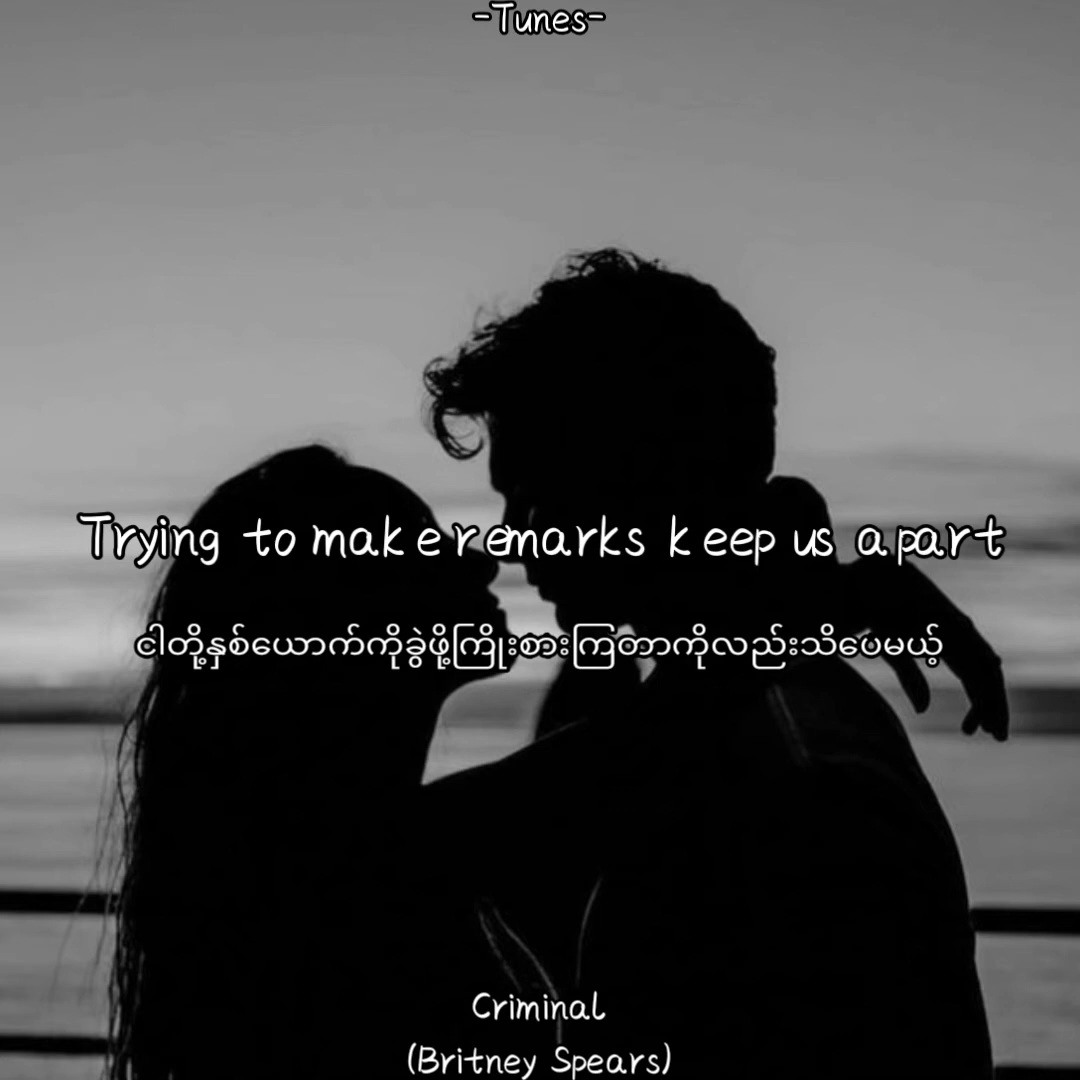 -Tunes-
Trying to make remarks keep us apart
ငါတို့နှစ်ယောက်ကိုခွဲဖို့ကြိုးစားကြတာကိုလည်းသိပေမယ့်
Criminal
(Britney Spears)